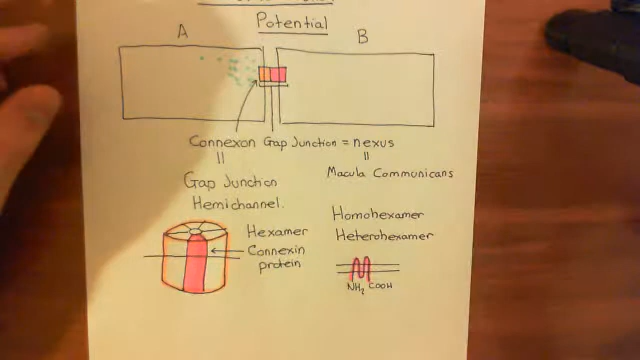 Potential
A
B
Connexon Gap Junction = nexus
=
=
Gap Junction
Hemichannel.
Macula Communicans
Homohexamer
Heterohexamer
Hexamer
Connexin
protein
NH₂ COOH